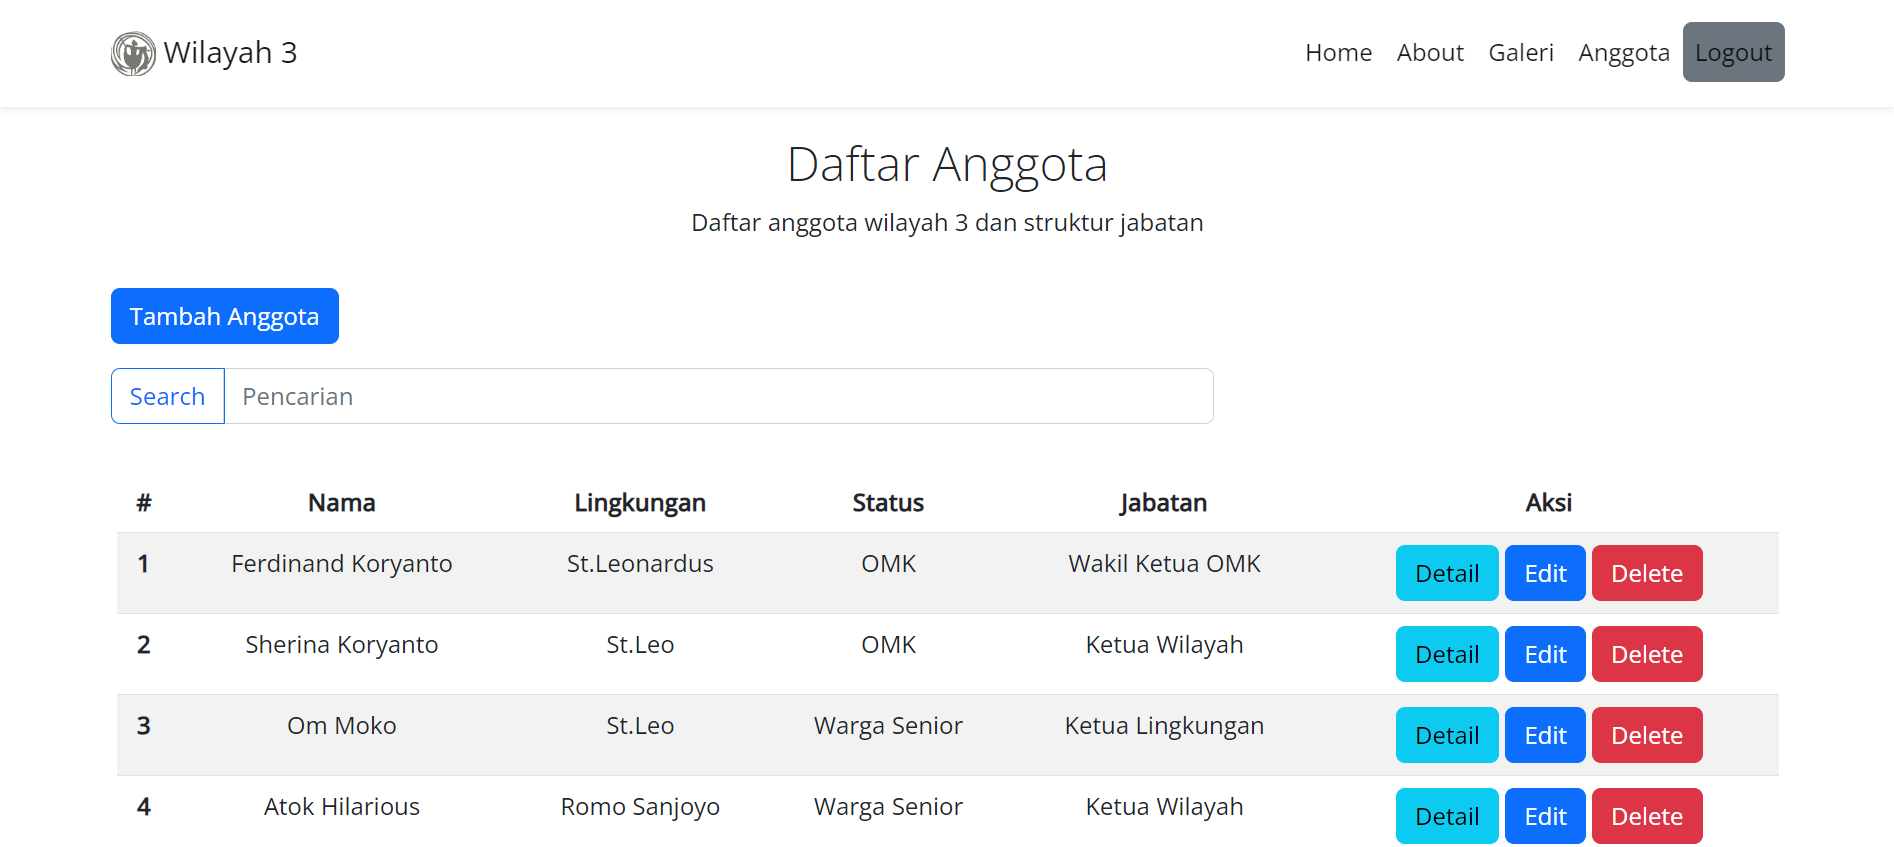 Wilayah 3
Home About Galeri Anggota Logout
Daftar Anggota
Daftar anggota wilayah 3 dan struktur jabatan
Tambah Anggota
Search Pencarian
# Nama Lingkungan Status Jabatan Aksi
1 Ferdinand Koryanto St.Leonardus OMK Wakil Ketua OMK Detail Edit Delete
2 Sherina Koryanto St.Leo OMK Ketua Wilayah Detail Edit Delete
3 Om Moko St.Leo Warga Senior Ketua Lingkungan Detail Edit Delete
4 Atok Hilarious Romo Sanjoyo Warga Senior Ketua Wilayah Detail Edit Delete